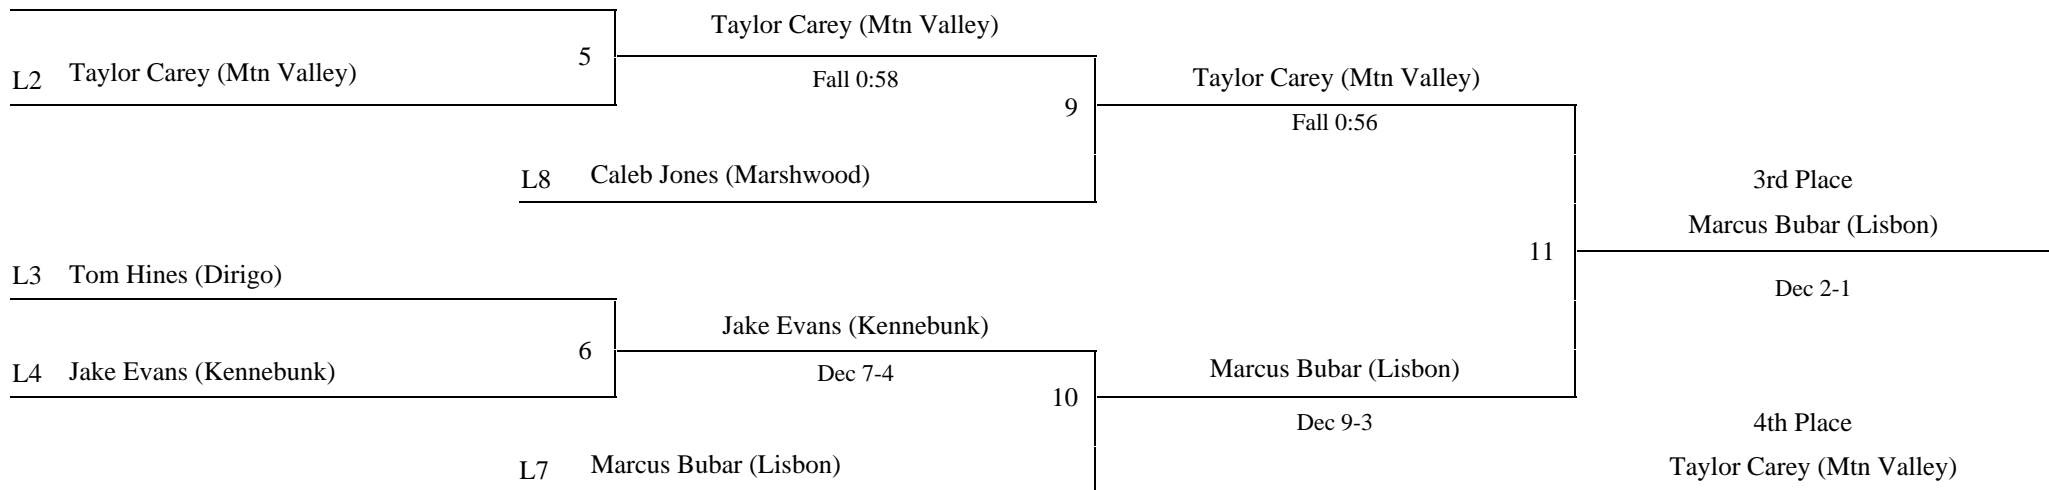 Taylor Carey (Mtn Valley)
5
L2 Taylor Carey (Mtn Valley)
Fall 0:58
Taylor Carey (Mtn Valley)
9
Fall 0:56
L8 Caleb Jones (Marshwood)
3rd Place
Marcus Bubar (Lisbon)
11
L3 Tom Hines (Dirigo)
Dec 2-1
Jake Evans (Kennebunk)
6
L4 Jake Evans (Kennebunk)
Dec 7-4
Marcus Bubar (Lisbon)
10
Dec 9-3
4th Place
L7 Marcus Bubar (Lisbon)
Taylor Carey (Mtn Valley)